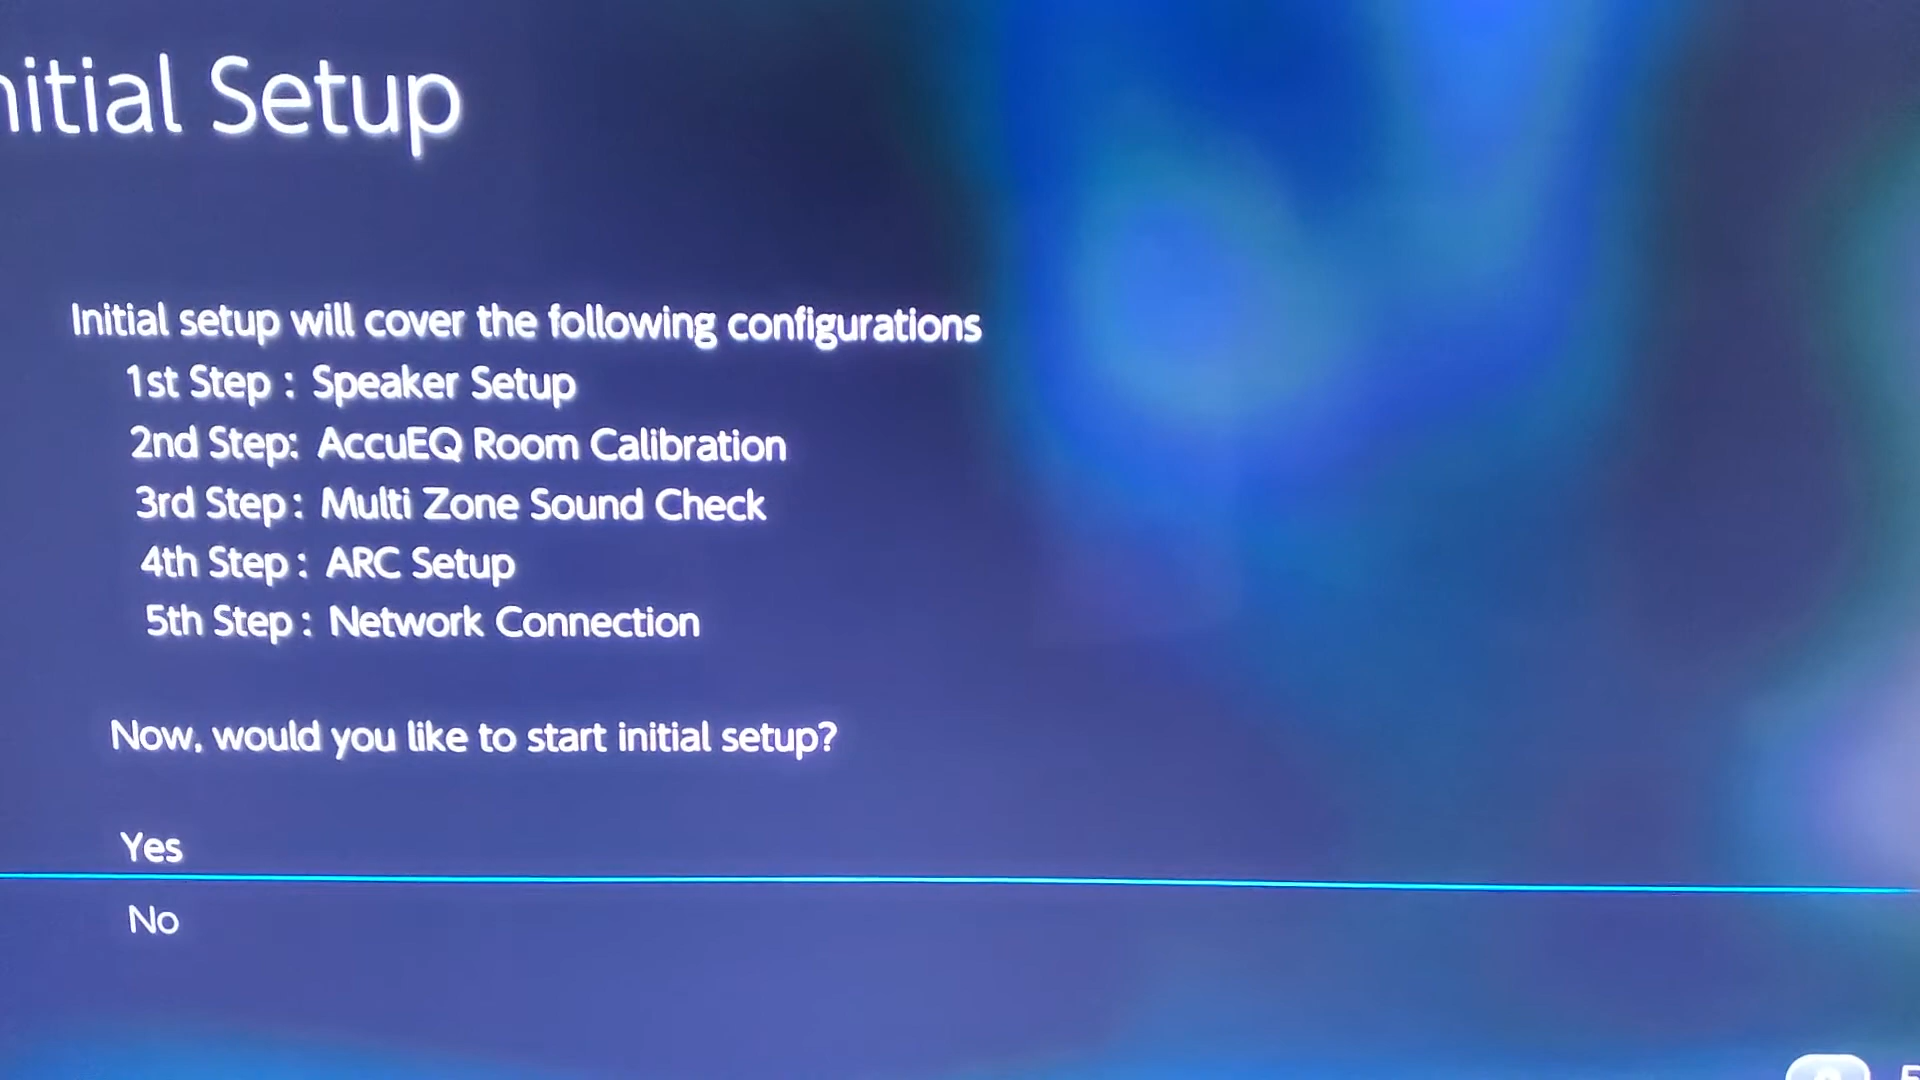 nitial Setup
Initial setup will cover the following configurations
1st Step : Speaker Setup
2nd Step: AccuEQ Room Calibration
3rd Step : Multi Zone Sound Check
4th Step : ARC Setup
5th Step : Network Connection
Now, would you like to start initial setup?
Yes
No